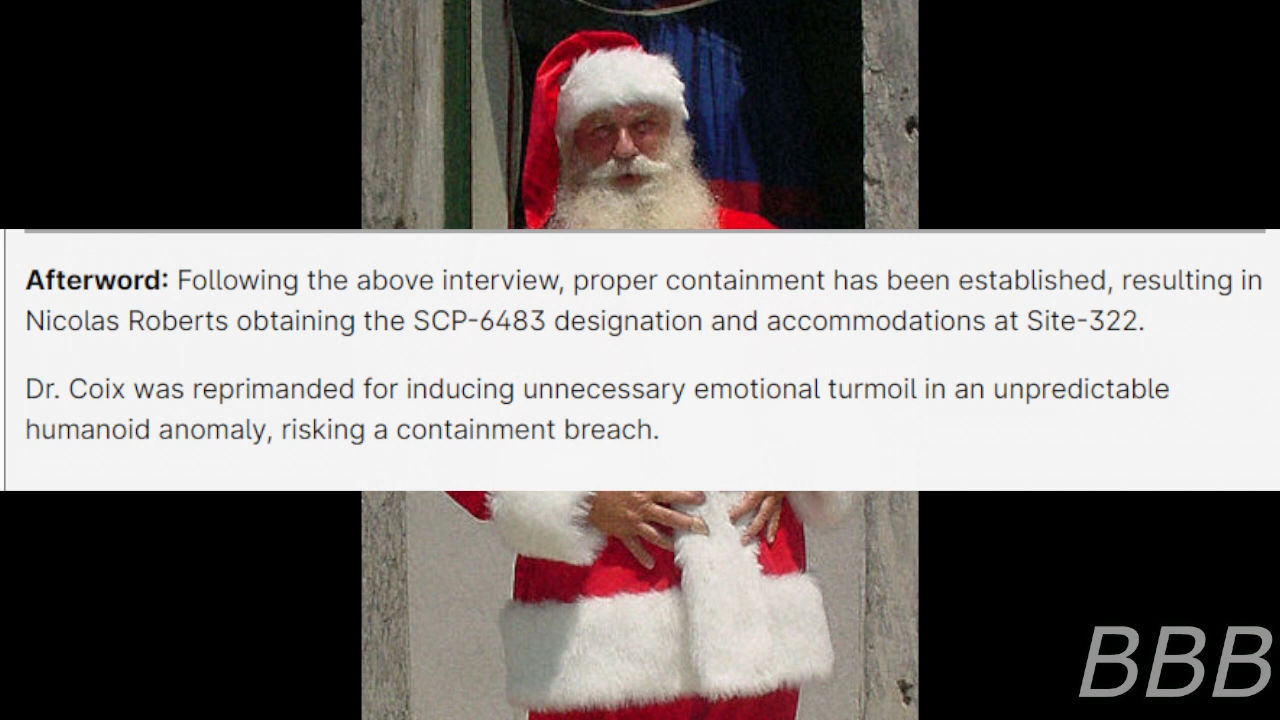 Afterword: Following the above interview, proper containment has been established, resulting in
Nicolas Roberts obtaining the SCP-6483 designation and accommodations at Site-322.
Dr. Coix was reprimanded for inducing unnecessary emotional turmoil in an unpredictable
humanoid anomaly, risking a containment breach.
BBB